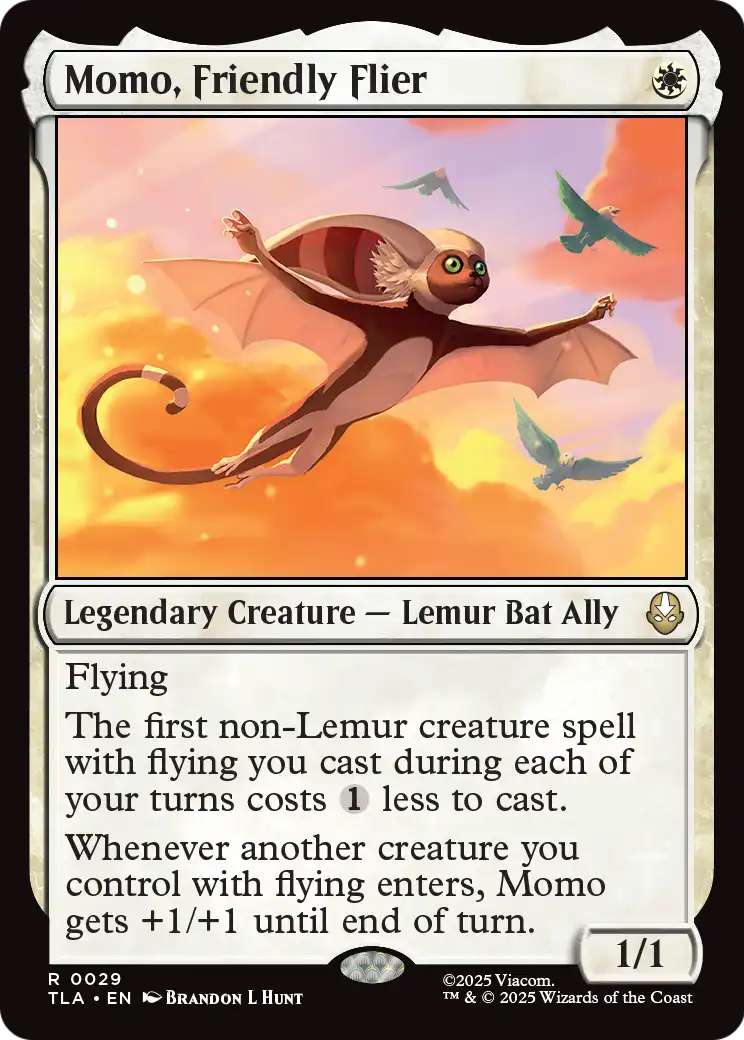 Momo, Friendly Flier
Legendary Creature — Lemur Bat Ally
Flying
The first non-Lemur creature spell
with flying you cast during each of
your turns costs 1 less to cast.
Whenever another creature you
control with flying enters, Momo
gets +1/+1 until end of turn.
1/1
R 0029
TLA • EN Brandon L Hunt
©2025 Viacom.
™ & © 2025 Wizards of the Coast